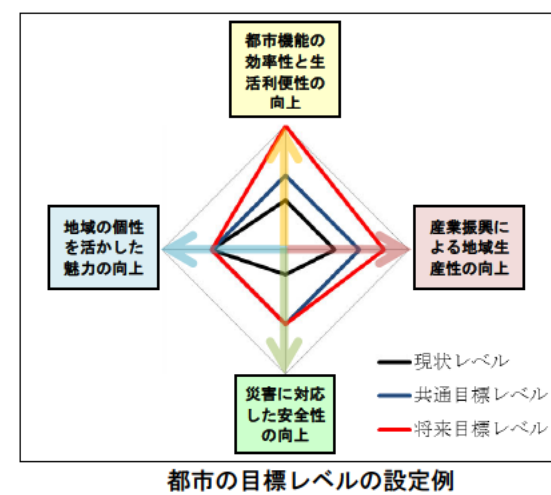 都市機能の
効率性と生
活利便性の
向上
地域の個性
を活かした
魅力の向上
産業振興に
よる地域生
産性の向上
災害に対応
した安全性
の向上
現状レベル
共通目標レベル
将来目標レベル
都市の目標レベルの設定例